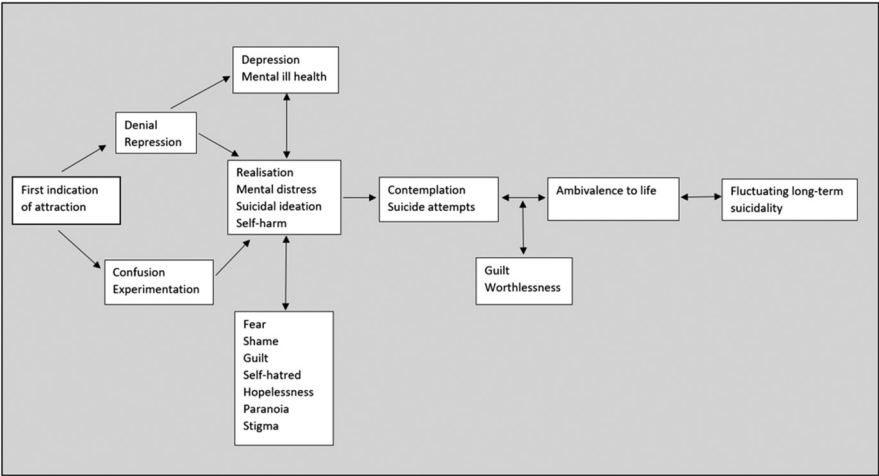 Depression
Mental ill health
Denial
Repression
First indication
of attraction
Realisation
Mental distress
Suicidal ideation
Self-harm
Contemplation
Suicide attempts
Ambivalence to life
Fluctuating long-term
suicidality
Confusion
Experimentation
Guilt
Worthlessness
Fear
Shame
Guilt
Self-hatred
Hopelessness
Paranoia
Stigma